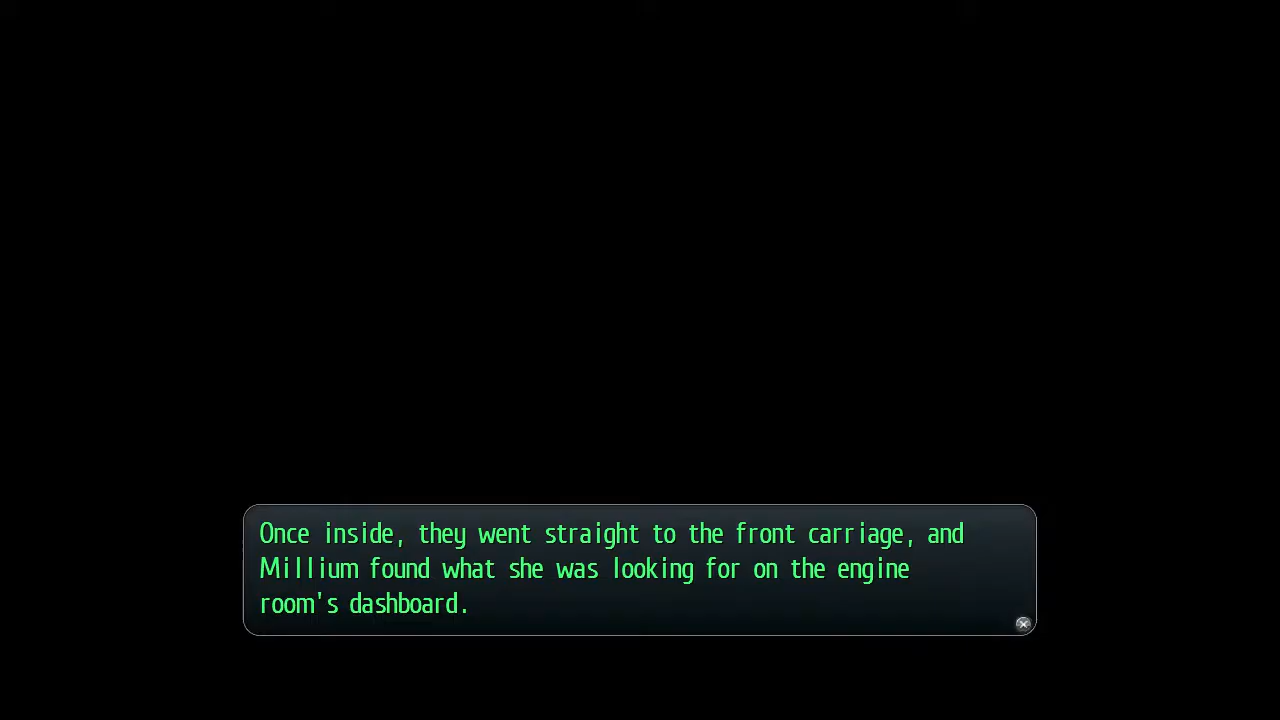 Once inside, they went straight to the front carriage, and
Millium found what she was looking for on the engine
room's dashboard.